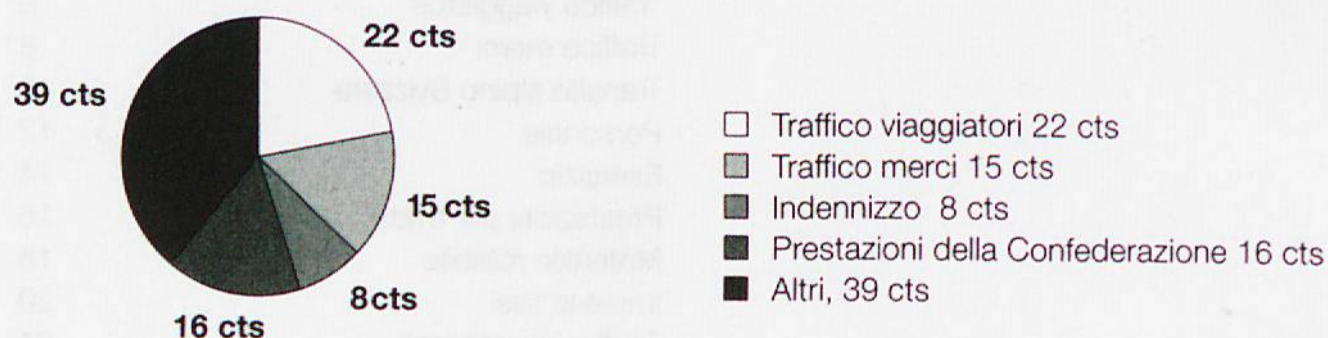 22 cts
39 cts
15 cts
8cts
16 cts
Traffico viaggiatori 22 cts
Traffico merci 15 cts
Indennizzo 8 cts
Prestazioni della Confederazione 16 cts
Altri, 39 cts